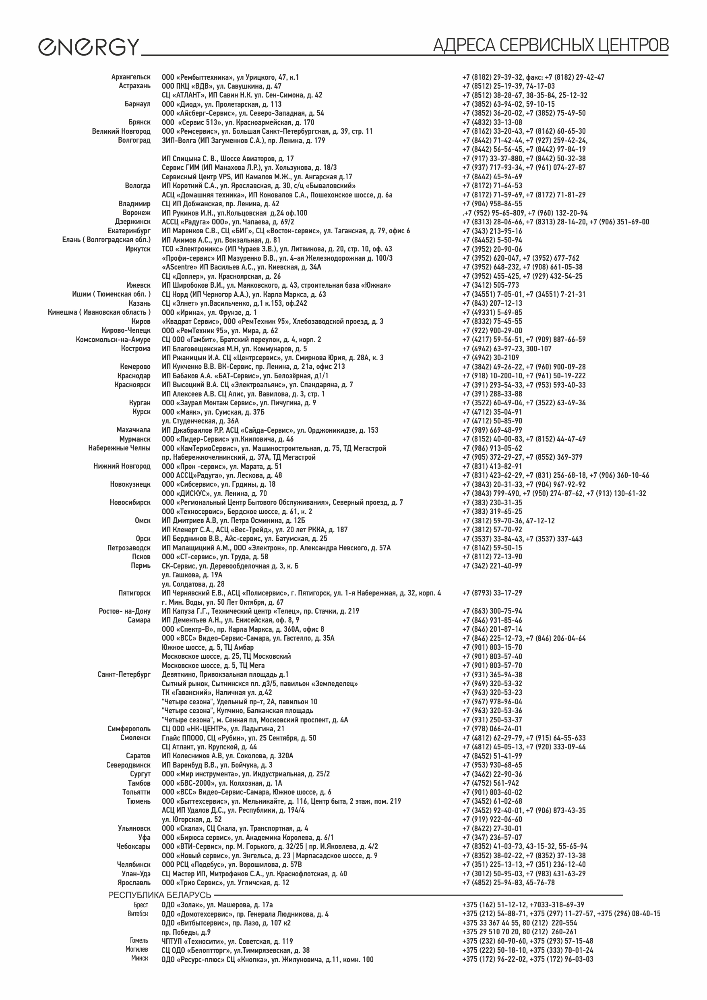 eNeRGY
АДРЕСА СЕРВИСНЫХ ЦЕНТРОВ
Архангельск ООО «Рембыттехника», ул Урицкого, 47, к.1 +7 (8182) 29-39-32, факс: +7 (8182) 29-42-47
Астрахань ООО ПКЦ «ВДВ», ул. Савушкина, д. 47 +7 (8512) 25-19-39, 74-17-03
СЦ «АТЛАНТ», ИП Савин Н.К. ул. Сен-Симона, д. 42 +7 (8512) 38-28-67, 38-35-84, 25-12-32
Барнаул ООО «Диод», ул. Пролетарская, д. 113 +7 (3852) 63-94-02, 59-10-15
ООО «Айсберг-Сервис», ул. Северо-Западная, д. 54 +7 (3852) 36-20-02, +7 (3852) 75-49-50
Брянск ООО «Сервис 513», ул. Красноармейская, д. 170 +7 (4832) 33-13-08
Великий Новгород ООО «Ремсервис», ул. Большая Санкт-Петербургская, д. 39, стр. 11 +7 (8162) 33-20-43, +7 (8162) 60-65-30
Волгоград ЗИП-Волга (ИП Загуменнов С.А.), пр. Ленина, д. 179 +7 (8442) 71-42-44, +7 (927) 259-42-24,
+7 (8442) 56-56-45, +7 (8442) 97-84-19
ИП Спицына С. В., Шоссе Авиаторов, д. 17 +7 (917) 33-37-880, +7 (8442) 50-32-38
Сервис ГИМ (ИП Манахова Л.Р.), ул. Хользунова, д. 18/3 +7 (937) 717-93-34, +7 (961) 074-27-87
Сервисный Центр VPS, ИП Камалов М.Ж., ул. Ангарская д.17 +7 (8442) 45-94-69
Вологда ИП Короткий С.А., ул. Ярославская, д. 30, с/ц «Бываловский» +7 (8172) 71-64-53
АСЦ «Домашняя техника», ИП Коновалов С.А., Пошехонское шоссе, д. 6а +7 (8172) 71-59-69, +7 (8172) 71-81-29
Владимир СЦ ИП Добжанская, пр. Ленина, д. 42 +7 (904) 958-86-55
Воронеж ИП Рукинов И.Н., ул.Кольцовская д.24 оф.100 .+7 (952) 95-65-809, +7 (960) 132-20-94
Дзержинск АССЦ «Радуга» ООО», ул. Чапаева, д. 69/2 +7 (8313) 28-06-66, +7 (8313) 28-14-20, +7 (906) 351-69-00
Екатеринбург ИП Маренков С.В., СЦ «БИГ», СЦ «Восток-сервис», ул. Таганская, д. 79, офис 6 +7 (343) 213-95-16
Елань ( Волгоградская обл.) ИП Акимов А.С., ул. Вокзальная, д. 81 +7 (84452) 5-50-94
Иркутск ТСО «Электроникс» (ИП Чураев Э.В.), ул. Литвинова, д. 20, стр. 10, оф. 43 +7 (3952) 20-90-06
«Профи-сервис» ИП Мазуренко В.В., ул. 4-ая Железнодорожная д. 100/3 +7 (3952) 620-047, +7 (3952) 677-762
«AScentre» ИП Васильев А.С., ул. Киевская, д. 34А +7 (3952) 648-232, +7 (908) 661-05-38
СЦ «Доплер», ул. Красноярская, д. 26 +7 (3952) 455-425, +7 (929) 432-54-25
Ижевск ИП Широбоков В.И., ул. Маяковского, д. 43, строительная база «Южная» +7 (3412) 505-773
Ишим ( Тюменская обл. ) СЦ Норд (ИП Черногор А.А.), ул. Карла Маркса, д. 63 +7 (34551) 7-05-01, +7 (34551) 7-21-31
Казань СЦ «Элнет» ул.Васильченко, д.1 к.153, оф.242 +7 (843) 207-12-13
Кинешма ( Ивановская область ) ООО «Ирина», ул. Фрунзе, д. 1 +7 (49331) 5-69-85
Киров «Квадрат Сервис», ООО «РемТехник 95», Хлебозаводской проезд, д. 3 +7 (8332) 75-45-55
Кирово-Чепецк ООО «РемТехник 95», ул. Мира, д. 62 +7 (922) 900-29-00
Комсомольск-на-Амуре СЦ ООО «Гамбит», Братский переулок, д. 4, корп. 2 +7 (4217) 59-56-51, +7 (909) 887-66-59
Кострома ИП Благовещенская М.Н, ул. Коммунаров, д. 5 +7 (4942) 63-97-23, 300-107
ИП Ржаницын И.А. СЦ «Центрсервис», ул. Смирнова Юрия, д. 28А, к. 3 +7 (4942) 30-2109
Кемерово ИП Кукченко В.В. ВК-Сервис, пр. Ленина, д. 21а, офис 213 +7 (3842) 49-26-22, +7 (960) 900-09-28
Краснодар ИП Бабаков А.А. «БАТ-Сервис», ул. Белозёрная, д1/1 +7 (918) 10-200-10, +7 (961) 50-19-222
Красноярск ИП Высоцкий В.А. СЦ «Электроальянс», ул. Спандаряна, д. 7 +7 (391) 293-54-33, +7 (953) 593-40-33
ИП Алексеев А.В. СЦ Алис, ул. Вавилова, д. 3, стр. 1 +7 (391) 288-33-88
Курган ООО «Заурал Монтаж Сервис», ул. Пичугина, д. 9 +7 (3522) 60-49-04, +7 (3522) 63-49-34
Курск ООО «Маяк», ул. Сумская, д. 37Б +7 (4712) 35-04-91
ул. Студенческая, д. 36А +7 (4712) 50-85-90
Махачкала ИП Джабраилов Р.Р. АСЦ «Сайда-Сервис», ул. Орджоникидзе, д. 153 +7 (989) 669-48-99
Мурманск ООО «Лидер-Сервис» ул.Книповича, д. 46 +7 (8152) 40-00-83, +7 (8152) 44-47-49
Набережные Челны ООО «КамТермоСервис», ул. Машиностроительная, д. 75, ТД Мегастрой +7 (986) 913-05-62
пр. Набережночелнинский, д. 37А, ТД Мегастрой +7 (905) 372-29-27, +7 (8552) 369-379
Нижний Новгород ООО «Прок -сервис», ул. Марата, д. 51 +7 (831) 413-82-91
ООО АССЦ»Радуга», ул. Лескова, д. 48 +7 (831) 423-62-29, +7 (831) 256-68-18, +7 (906) 360-10-46
Новокузнецк ООО «Сибсервис», ул. Грдины, д. 18 +7 (3843) 20-31-33, +7 (904) 967-92-92
ООО «ДИСКУС», ул. Ленина, д. 70 +7 (3843) 799-490, +7 (950) 274-87-62, +7 (913) 130-61-32
Новосибирск ООО «Региональный Центр Бытового Обслуживания», Северный проезд, д. 7 +7 (383) 230-31-35
ООО «Техносервис», Бердское шоссе, д. 61, к. 2 +7 (383) 319-65-25
Омск ИП Дмитриев А.В, ул. Петра Осминина, д. 12Б +7 (3812) 59-70-36, 47-12-12
ИП Кленерт С.А., АСЦ «Вес-Трейд», ул. 20 лет РККА, д. 187 +7 (3812) 57-70-92
Орск ИП Бердников В.В., Айс-сервис, ул. Батумская, д. 25 +7 (3537) 33-84-43, +7 (3537) 337-443
Петрозаводск ИП Малащицкий А.М., ООО «Электрон», пр. Александра Невского, д. 57А +7 (8142) 59-50-15
Псков ООО «СТ-сервис», ул. Труда, д. 58 +7 (8112) 72-13-90
Пермь СК-Сервис, ул. Деревообделочная д. 3, к. Б +7 (342) 221-40-99
ул. Гашкова, д. 19А
ул. Солдатова, д. 28
Пятигорск ИП Чернявский Е.В., АСЦ «Полисервис», г. Пятигорск, ул. 1-я Набережная, д. 32, корп. 4 +7 (8793) 33-17-29
г. Мин. Воды, ул. 50 Лет Октября, д. 67
Ростов- на-Дону ИП Капуза Г.Г., Технический центр «Телец», пр. Стачки, д. 219 +7 (863) 300-75-94
Самара ИП Дементьев А.Н., ул. Енисейская, оф. 8, 9 +7 (846) 931-85-46
ООО «Спектр-В», пр. Карла Маркса, д. 360А, офис 8 +7 (846) 201-87-14
ООО «ВСС» Видео-Сервис-Самара, ул. Гастелло, д. 35А +7 (846) 225-12-73, +7 (846) 206-04-64
Южное шоссе, д. 5, ТЦ Амбар +7 (901) 803-15-70
Московское шоссе, д. 25, ТЦ Московский +7 (901) 803-57-40
Московское шоссе, д. 5, ТЦ Мега +7 (901) 803-57-70
Санкт-Петербург Девяткино, Привокзальная площадь д.1 +7 (931) 365-94-38
Сытный рынок, Сытнинскся пл. д3/5, павильон «Земледелец» +7 (969) 320-53-32
ТК «Гаванский», Наличная ул. д.42 +7 (963) 320-53-23
"Четыре сезона", Удельный пр-т, 2А, павильон 10 +7 (967) 978-96-04
"Четыре сезона", Купчино, Балканская площадь +7 (963) 320-53-36
"Четыре сезона", м. Сенная пл, Московский проспект, д. 4А +7 (931) 250-53-37
Симферополь СЦ ООО «НК-ЦЕНТР», ул. Ладыгина, 21 +7 (978) 066-24-01
Смоленск Глайс ППООО, СЦ «Рубин», ул. 25 Сентября, д. 50 +7 (4812) 62-29-79, +7 (915) 64-55-633
СЦ Атлант, ул. Крупской, д. 44 +7 (4812) 45-05-13, +7 (920) 333-09-44
Саратов ИП Колесников А.В, ул. Соколова, д. 320А +7 (8452) 51-41-99
Северодвинск ИП Варенбуд В.В., ул. Бойчука, д. 3 +7 (953) 930-68-65
Сургут ООО «Мир инструмента», ул. Индустриальная, д. 25/2 +7 (3462) 22-90-36
Тамбов ООО «БВС-2000», ул. Колхозная, д. 1А +7 (4752) 561-942
Тольятти ООО «ВСС» Видео-Сервис-Самара, Южное шоссе, д. 6 +7 (901) 803-60-02
Тюмень ООО «Быттехсервис», ул. Мельникайте, д. 116, Центр быта, 2 этаж, пом. 219 +7 (3452) 61-02-68
АСЦ ИП Удалов Д.С., ул. Республики, д. 194/4 +7 (3452) 92-40-01, +7 (906) 873-43-35
ул. Югорская, д. 52 +7 (919) 922-06-60
Ульяновск ООО «Скала», СЦ Скала, ул. Транспортная, д. 4 +7 (8422) 27-30-01
Уфа ООО «Бирюса сервис», ул. Академика Королева, д. 6/1 +7 (347) 236-57-07
Чебоксары ООО «ВТИ-Сервис», пр. М. Горького, д. 32/25 | пр. И.Яковлева, д. 4/2 +7 (8352) 41-03-73, 43-15-32, 55-65-94
ООО «Новый сервис», ул. Энгельса, д. 23 | Марпасадское шоссе, д. 9 +7 (8352) 38-02-22, +7 (8352) 37-13-38
Челябинск ООО РСЦ «Подебус», ул. Ворошилова, д. 57В +7 (351) 225-13-13, +7 (351) 236-12-40
Улан-Удэ СЦ Мастер ИП, Митрофанов С.А., ул. Краснофлотская, д. 40 +7 (3012) 50-95-03, +7 (983) 431-63-29
Ярославль ООО «Трио Сервис», ул. Угличская, д. 12 +7 (4852) 25-94-83, 45-76-78
РЕСПУБЛИКА БЕЛАРУСЬ
Брест ОДО «Золак», ул. Машерова, д. 17а +375 (162) 51-12-12, +7033-318-69-39
Витебск ОДО «Домотехсервис», пр. Генерала Людникова, д. 4 +375 (212) 54-88-71, +375 (297) 11-27-57, +375 (296) 08-40-15
ОДО «Витбытсервис», пр. Лазо, д. 107 к2 +375 33 367 44 55, 80 (212) 220-554
пр. Победы, д.9 +375 29 510 70 20, 80 (212) 260-261
Гомель ЧПТУП «Техносити», ул. Советская, д. 119 +375 (232) 60-90-60, +375 (293) 57-15-48
Могилев СЦ ОДО «Белоптторг», ул.Тимирязевская, д. 38 +375 (222) 50-18-10, +375 (333) 70-01-24
Минск ОДО «Ресурс-плюс» СЦ «Кнопка», ул. Жилуновича, д.11, комн. 100 +375 (172) 96-22-02, +375 (172) 96-03-03